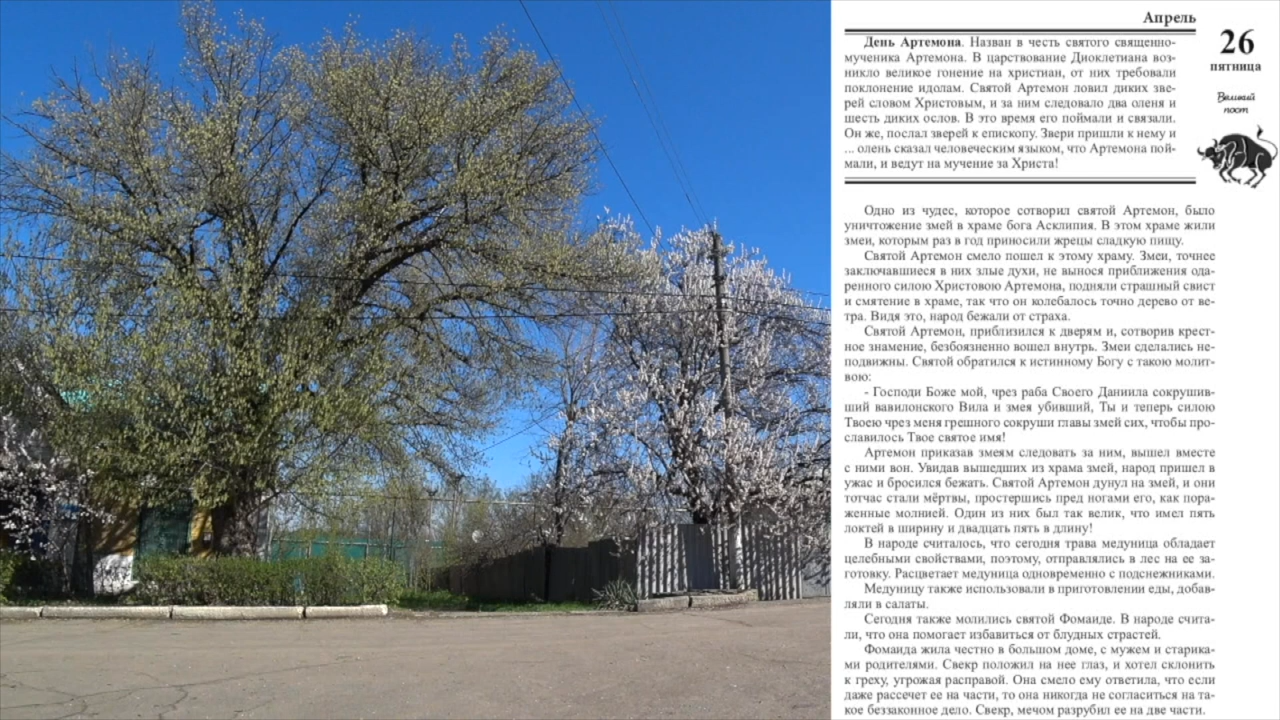 Апрель
26
пятница
Великий
пост
День Артемона. Назван в честь святого священно-
мученика Артемона. В царствование Диоклетиана воз-
никло великое гонение на христиан, от них требовали
поклонение идолам. Святой Артемон ловил диких зве-
рей словом Христовым, и за ним следовало два оленя и
шесть диких ослов. В это время его поймали и связали.
Он же, послал зверей к епископу. Звери пришли к нему и
... олень сказал человеческим языком, что Артемона пой-
мали, и ведут на мучение за Христа!
Одно из чудес, которое сотворил святой Артемон, было
уничтожение змей в храме бога Асклипия. В этом храме жили
змеи, которым раз в год приносили жрецы сладкую пищу.
Святой Артемон смело пошел к этому храму. Змеи, точнее
заключавшиеся в них злые духи, не вынося приближения ода-
ренного силою Христовою Артемона, подняли страшный свист
и смятение в храме, так что он колебалось точно дерево от ве-
тра. Видя это, народ бежали от страха.
Святой Артемон, приблизился к дверям и, сотворив крест-
ное знамение, безбоязненно вошел внутрь. Змеи сделались не-
подвижны. Святой обратился к истинному Богу с такою молит-
вою:
- Господи Боже мой, чрез раба Своего Даниила сокрушив-
ший вавилонского Вила и змея убивший, Ты и теперь силою
Твоею чрез меня грешного сокруши главы змей сих, чтобы про-
славилось Твое святое имя!
Артемон приказав змеям следовать за ним, вышел вместе
с ними вон. Увидав вышедших из храма змей, народ пришел в
ужас и бросился бежать. Святой Артемон дунул на змей, и они
тотчас стали мёртвы, простершись пред ногами его, как пора-
женные молнией. Один из них был так велик, что имел пять
локтей в ширину и двадцать пять в длину!
В народе считалось, что сегодня трава медуница обладает
целебными свойствами, поэтому, отправлялись в лес на ее за-
готовку. Расцветает медуница одновременно с подснежниками.
Медуницу также использовали в приготовлении еды, добав-
ляли в салаты.
Сегодня также молились святой Фомаиде. В народе счита-
ли, что она помогает избавиться от блудных страстей.
Фомаида жила честно в большом доме, с мужем и старика-
ми родителями. Свекр положил на нее глаз, и хотел склонить
к греху, угрожая расправой. Она смело ему ответила, что если
даже рассечет ее на части, то она никогда не согласиться на та-
кое беззаконное дело. Свекр, мечом разрубил ее на две части.